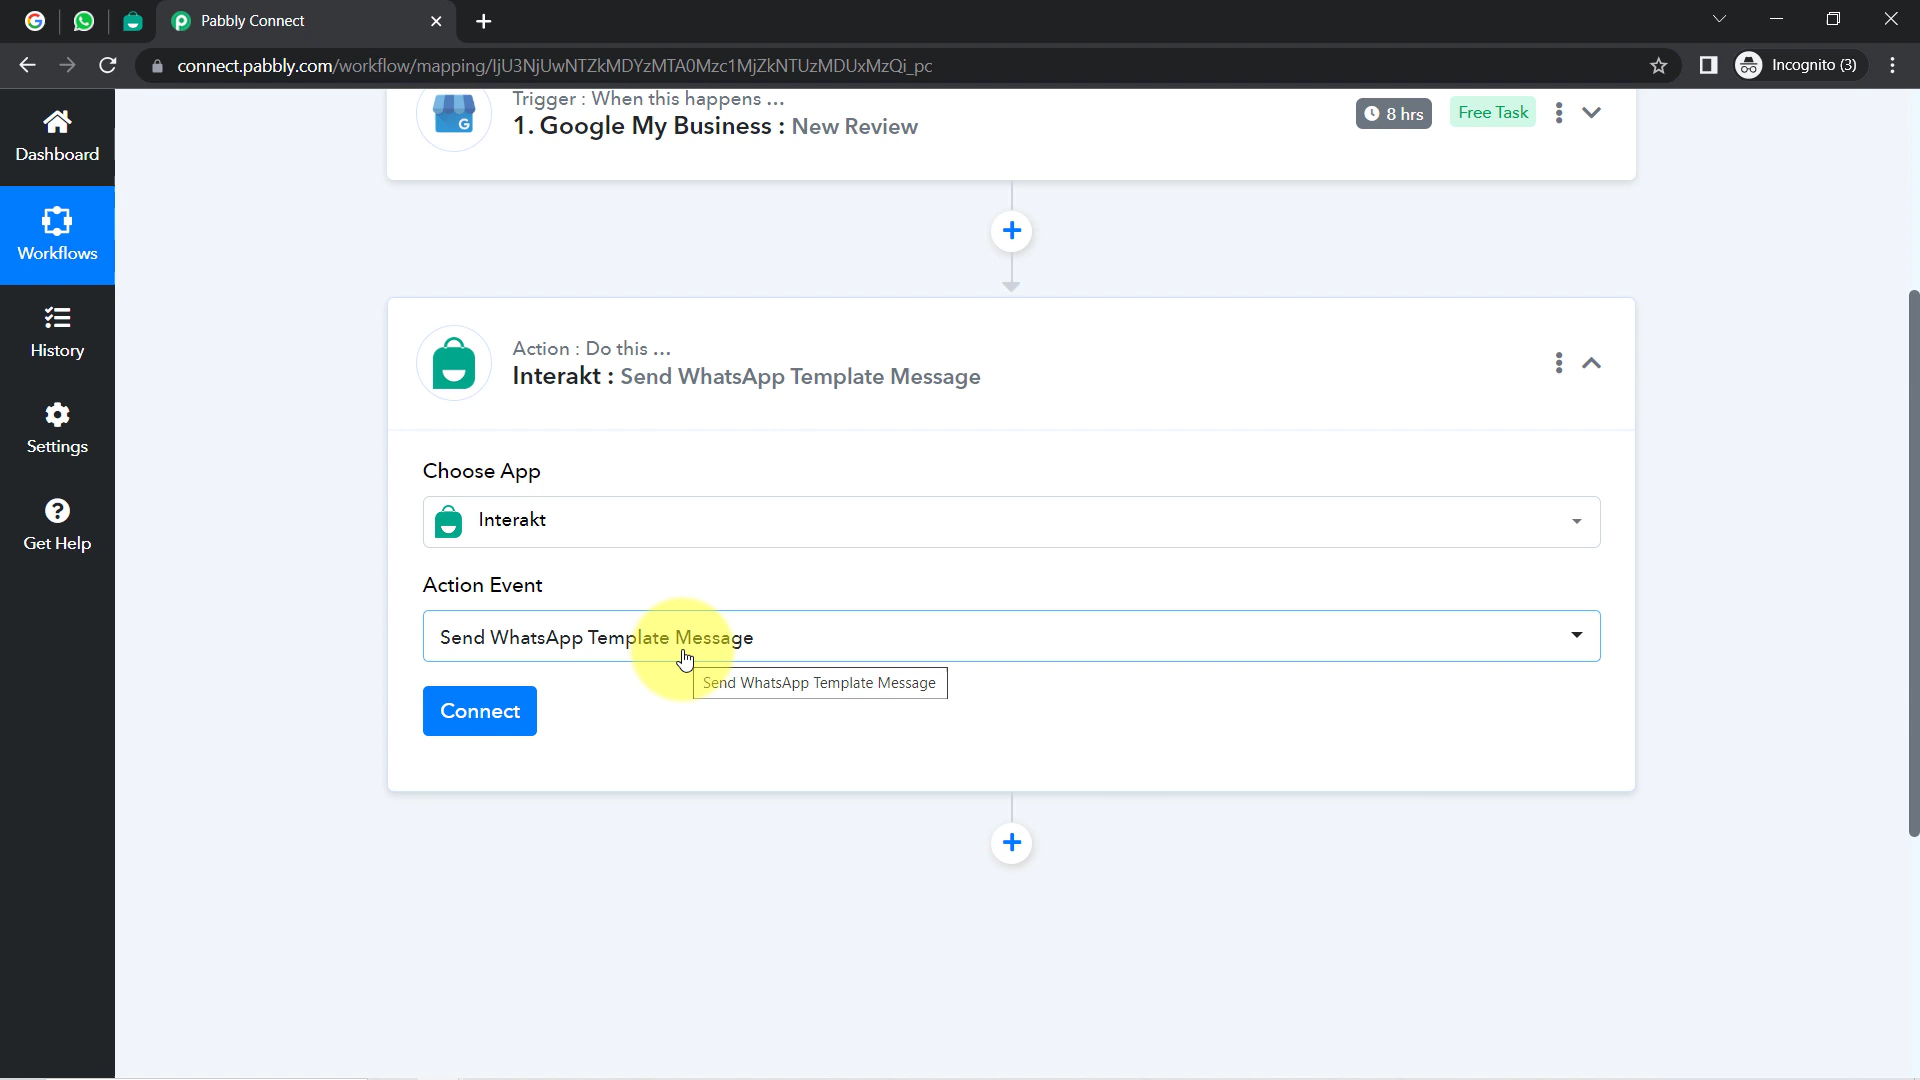 Pabbly Connect
connect.pabbly.com/workflow/mapping/IjU3NjUwNTZkMDYzMTA0Mzc1MjZkNTUzMDUxMzQi_pc
Incognito (3)
Dashboard
Workflows
History
Settings
Get Help
Trigger : When this happens ...
1. Google My Business : New Review
8 hrs
Free Task
Action : Do this ...
Interakt : Send WhatsApp Template Message
Choose App
Interakt
Action Event
Send WhatsApp Template Message
Send WhatsApp Template Message
Connect